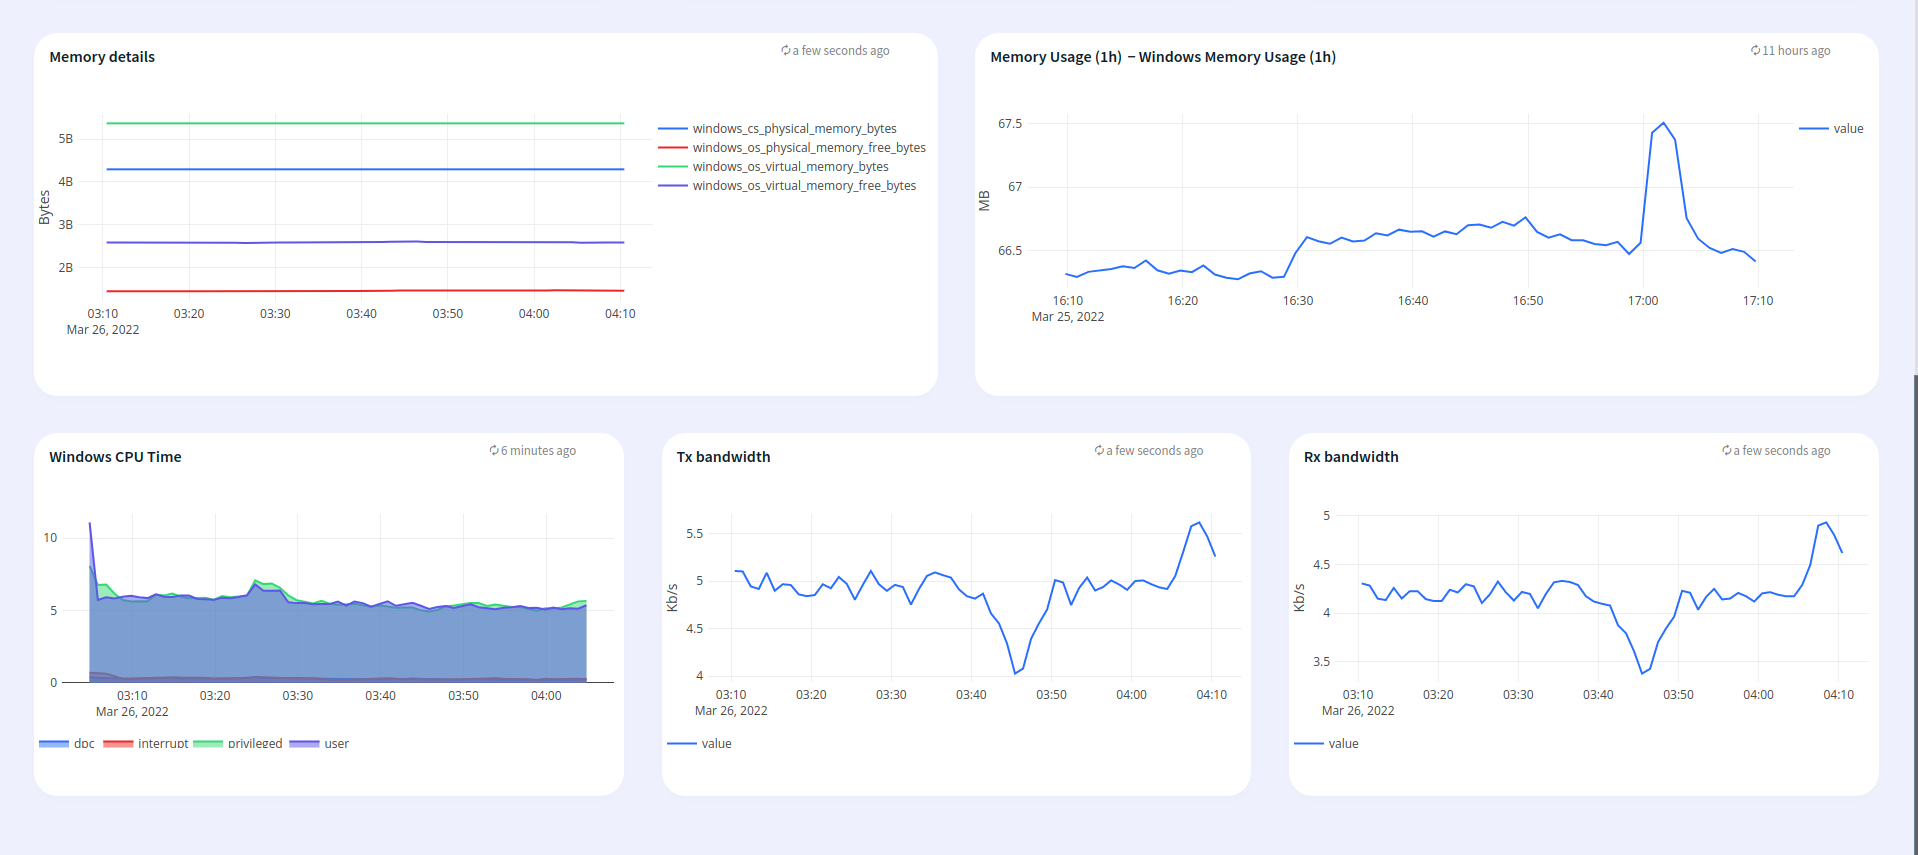 Memory details
a few seconds ago
5B
4B
3B
2B
Bytes
03:10
03:20
03:30
03:40
03:50
04:00
04:10
Mar 26, 2022
windows_cs_physical_memory_bytes
windows_os_physical_memory_free_bytes
windows_os_virtual_memory_bytes
windows_os_virtual_memory_free_bytes
Memory Usage (1h) – Windows Memory Usage (1h)
11 hours ago
67.5
67
66.5
MB
16:10
16:20
16:30
16:40
16:50
17:00
17:10
Mar 25, 2022
value
Windows CPU Time
6 minutes ago
10
5
0
03:10
03:20
03:30
03:40
03:50
04:00
Mar 26, 2022
dpc
interrupt
privileged
user
Tx bandwidth
a few seconds ago
5.5
5
4.5
4
Kb/s
03:10
03:20
03:30
03:40
03:50
04:00
04:10
Mar 26, 2022
value
Rx bandwidth
a few seconds ago
5
4.5
4
3.5
Kb/s
03:10
03:20
03:30
03:40
03:50
04:00
04:10
Mar 26, 2022
value